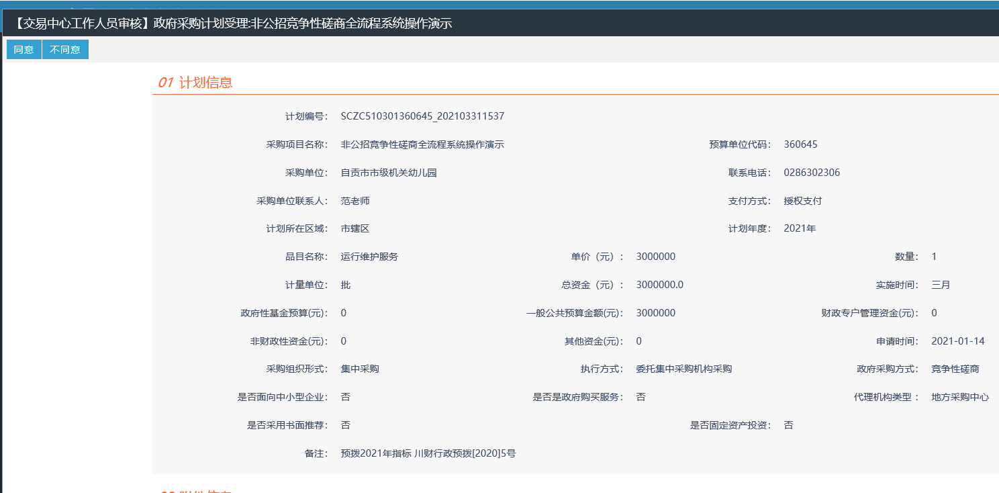 【交易中心工作人员审核】政府采购计划受理:非公招竞争性磋商全流程系统操作演示
同意 不同意
01 计划信息
计划编号： SCZC510301360645_202103311537
采购项目名称： 非公招竞争性磋商全流程系统操作演示 预算单位代码： 360645
采购单位： 自贡市市级机关幼儿园 联系电话： 0286302306
采购单位联系人： 范老师 支付方式： 授权支付
计划所在区域： 市辖区 计划年度： 2021年
品目名称： 运行维护服务 单价（元）： 3000000 数量： 1
计量单位： 批 总资金（元）： 3000000.0 实施时间： 三月
政府性基金预算(元)： 0 一般公共预算金额(元)： 3000000 财政专户管理资金(元)： 0
非财政性资金(元)： 0 其他资金(元)： 0 申请时间： 2021-01-14
采购组织形式： 集中采购 执行方式： 委托集中采购机构采购 政府采购方式： 竞争性磋商
是否面向中小型企业： 否 是否是政府购买服务： 否 代理机构类型 ： 地方采购中心
是否采用书面推荐： 否 是否固定资产投资： 否
备注： 预拨2021年指标 川财行政预拨[2020]5号